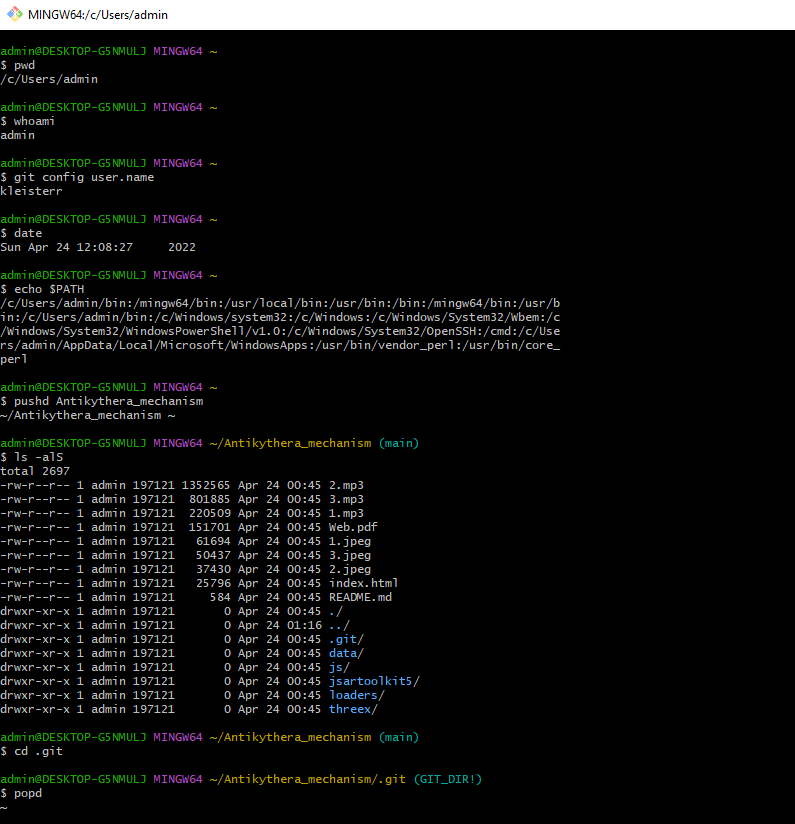 MINGW64:/c/Users/admin
admin@DESKTOP-G5NMULJ MINGW64 ~
$ pwd
/c/Users/admin
admin@DESKTOP-G5NMULJ MINGW64 ~
$ whoami
admin
admin@DESKTOP-G5NMULJ MINGW64 ~
$ git config user.name
kleisterr
admin@DESKTOP-G5NMULJ MINGW64 ~
$ date
Sun Apr 24 12:08:27     2022
admin@DESKTOP-G5NMULJ MINGW64 ~
$ echo $PATH
/c/Users/admin/bin:/mingw64/bin:/usr/local/bin:/usr/bin:/bin:/mingw64/bin:/usr/b
in:/c/Users/admin/bin:/c/Windows/system32:/c/Windows:/c/Windows/System32/Wbem:/c
/Windows/System32/WindowsPowerShell/v1.0:/c/Windows/System32/OpenSSH:/cmd:/c/Use
rs/admin/AppData/Local/Microsoft/WindowsApps:/usr/bin/vendor_perl:/usr/bin/core_
perl
admin@DESKTOP-G5NMULJ MINGW64 ~
$ pushd Antikythera_mechanism
~/Antikythera_mechanism ~
admin@DESKTOP-G5NMULJ MINGW64 ~/Antikythera_mechanism (main)
$ ls -alS
total 2697
-rw-r--r-- 1 admin 197121 1352565 Apr 24 00:45 2.mp3
-rw-r--r-- 1 admin 197121  801885 Apr 24 00:45 3.mp3
-rw-r--r-- 1 admin 197121  220509 Apr 24 00:45 1.mp3
-rw-r--r-- 1 admin 197121  151701 Apr 24 00:45 Web.pdf
-rw-r--r-- 1 admin 197121   61694 Apr 24 00:45 1.jpeg
-rw-r--r-- 1 admin 197121   50437 Apr 24 00:45 3.jpeg
-rw-r--r-- 1 admin 197121   37430 Apr 24 00:45 2.jpeg
-rw-r--r-- 1 admin 197121   25796 Apr 24 00:45 index.html
-rw-r--r-- 1 admin 197121     584 Apr 24 00:45 README.md
drwxr-xr-x 1 admin 197121       0 Apr 24 00:45 ./
drwxr-xr-x 1 admin 197121       0 Apr 24 01:16 ../
drwxr-xr-x 1 admin 197121       0 Apr 24 00:45 .git/
drwxr-xr-x 1 admin 197121       0 Apr 24 00:45 data/
drwxr-xr-x 1 admin 197121       0 Apr 24 00:45 js/
drwxr-xr-x 1 admin 197121       0 Apr 24 00:45 jsartoolkit5/
drwxr-xr-x 1 admin 197121       0 Apr 24 00:45 loaders/
drwxr-xr-x 1 admin 197121       0 Apr 24 00:45 threex/
admin@DESKTOP-G5NMULJ MINGW64 ~/Antikythera_mechanism (main)
$ cd .git
admin@DESKTOP-G5NMULJ MINGW64 ~/Antikythera_mechanism/.git (GIT_DIR!)
$ popd
~